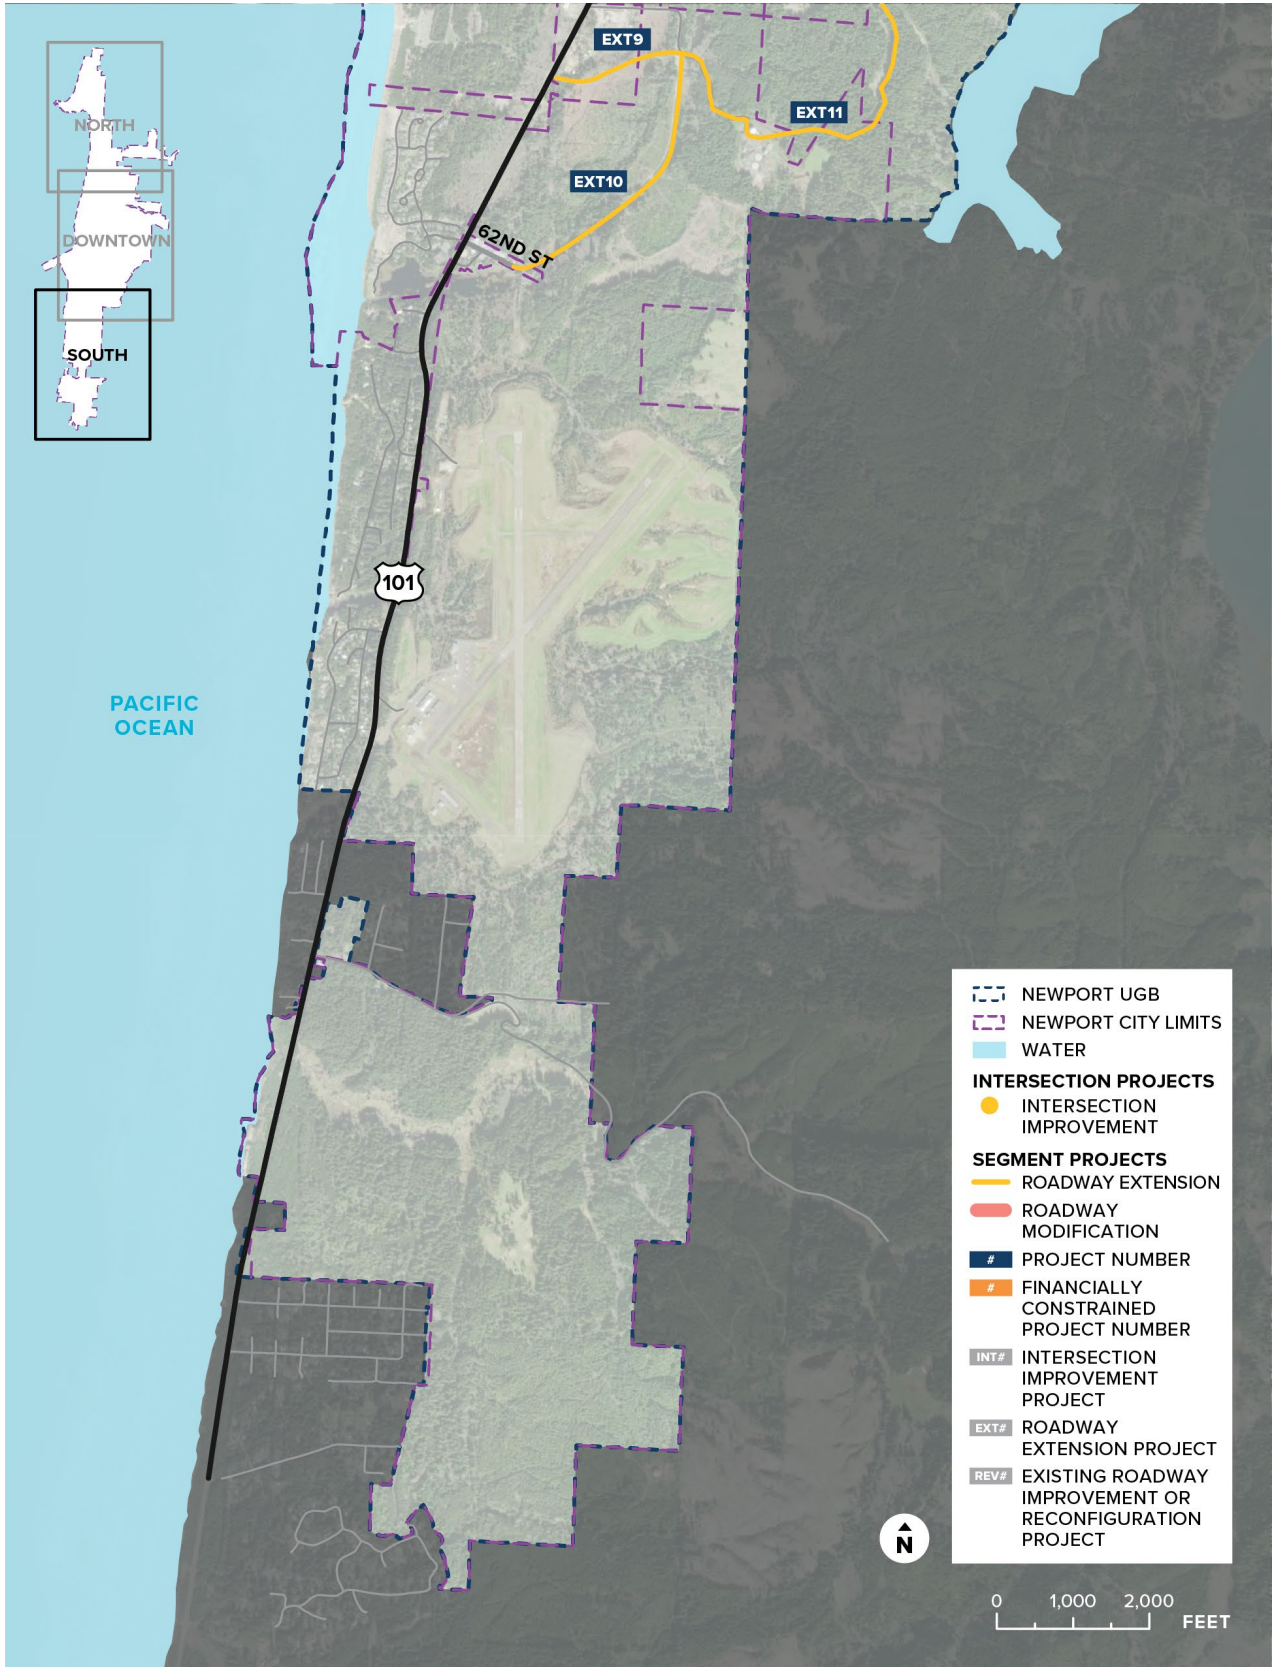 EXT9
EXT11
NORTH
EXT10
62ND ST
DOWNTOWN
SOUTH
101
PACIFIC
OCEAN
NEWPORT UGB
NEWPORT CITY LIMITS
WATER
INTERSECTION PROJECTS
INTERSECTION
IMPROVEMENT
SEGMENT PROJECTS
ROADWAY EXTENSION
ROADWAY
MODIFICATION
# PROJECT NUMBER
# FINANCIALLY
CONSTRAINED
PROJECT NUMBER
INT# INTERSECTION
IMPROVEMENT
PROJECT
EXT# ROADWAY
EXTENSION PROJECT
REV# EXISTING ROADWAY
IMPROVEMENT OR
RECONFIGURATION
PROJECT
N
0 1,000 2,000
FEET